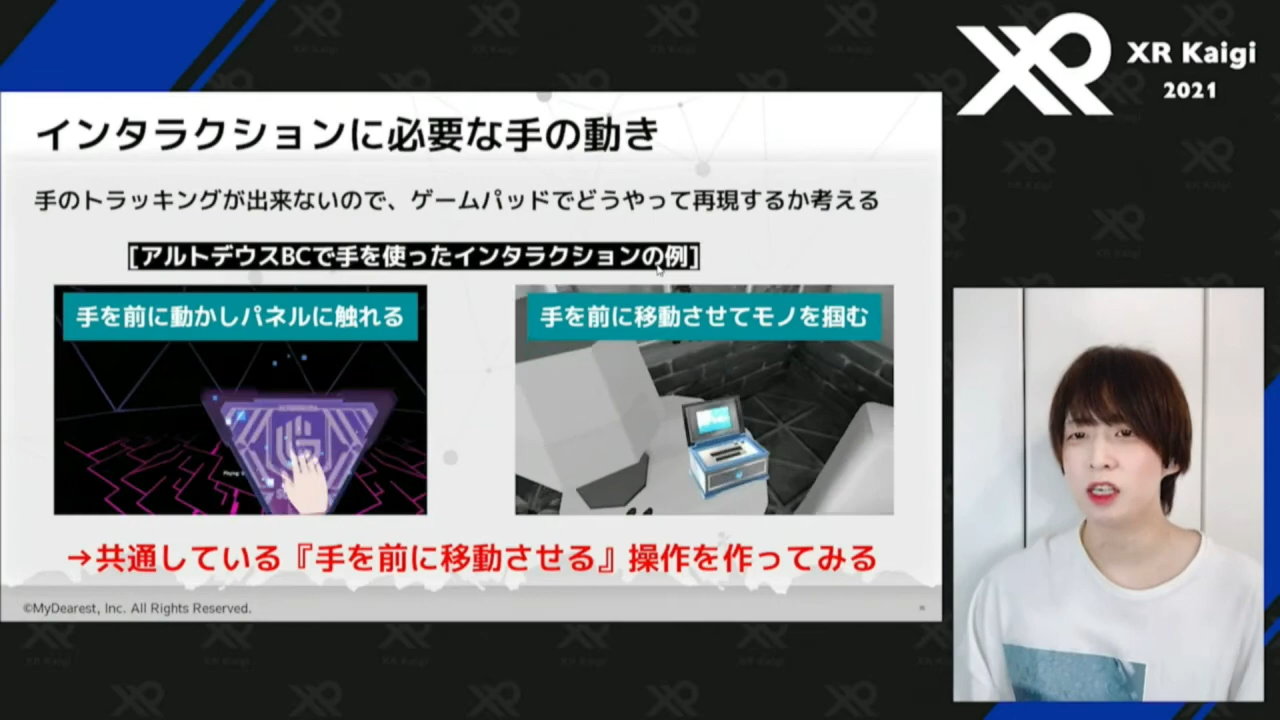 XR Kaigi
2021
インタラクションに必要な手の動き
手のトラッキングが出来ないので、ゲームパッドでどうやって再現するか考える
[アルトデウスBCで手を使ったインタラクションの例]
手を前に動かしパネルに触れる
手を前に移動させてモノを掴む
→共通している『手を前に移動させる』操作を作ってみる
©MyDearest, Inc. All Rights Reserved.